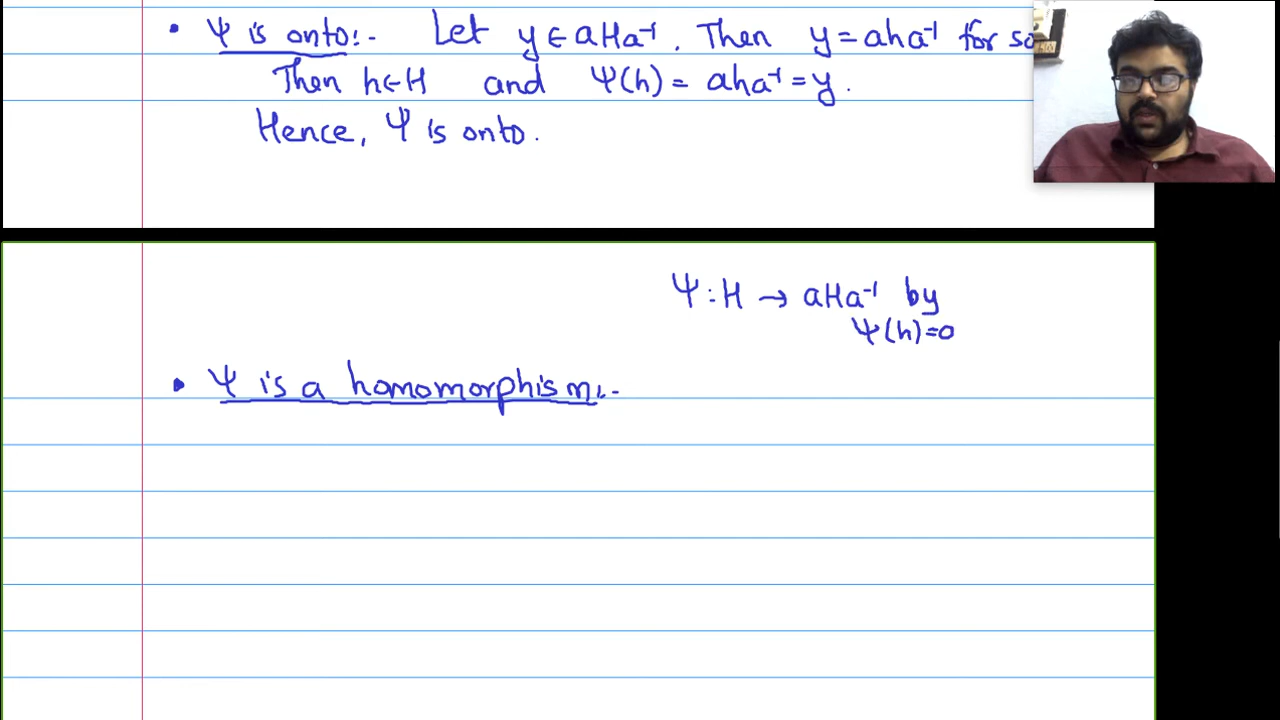 • Ψ is onto:- Let y ∈ aHa⁻¹. Then y = aha⁻¹ for so
Then h ∈ H and Ψ(h) = aha⁻¹ = y.
Hence, Ψ is onto.
Ψ : H → aHa⁻¹ by
Ψ(h)=a
• Ψ is a homomorphism:-